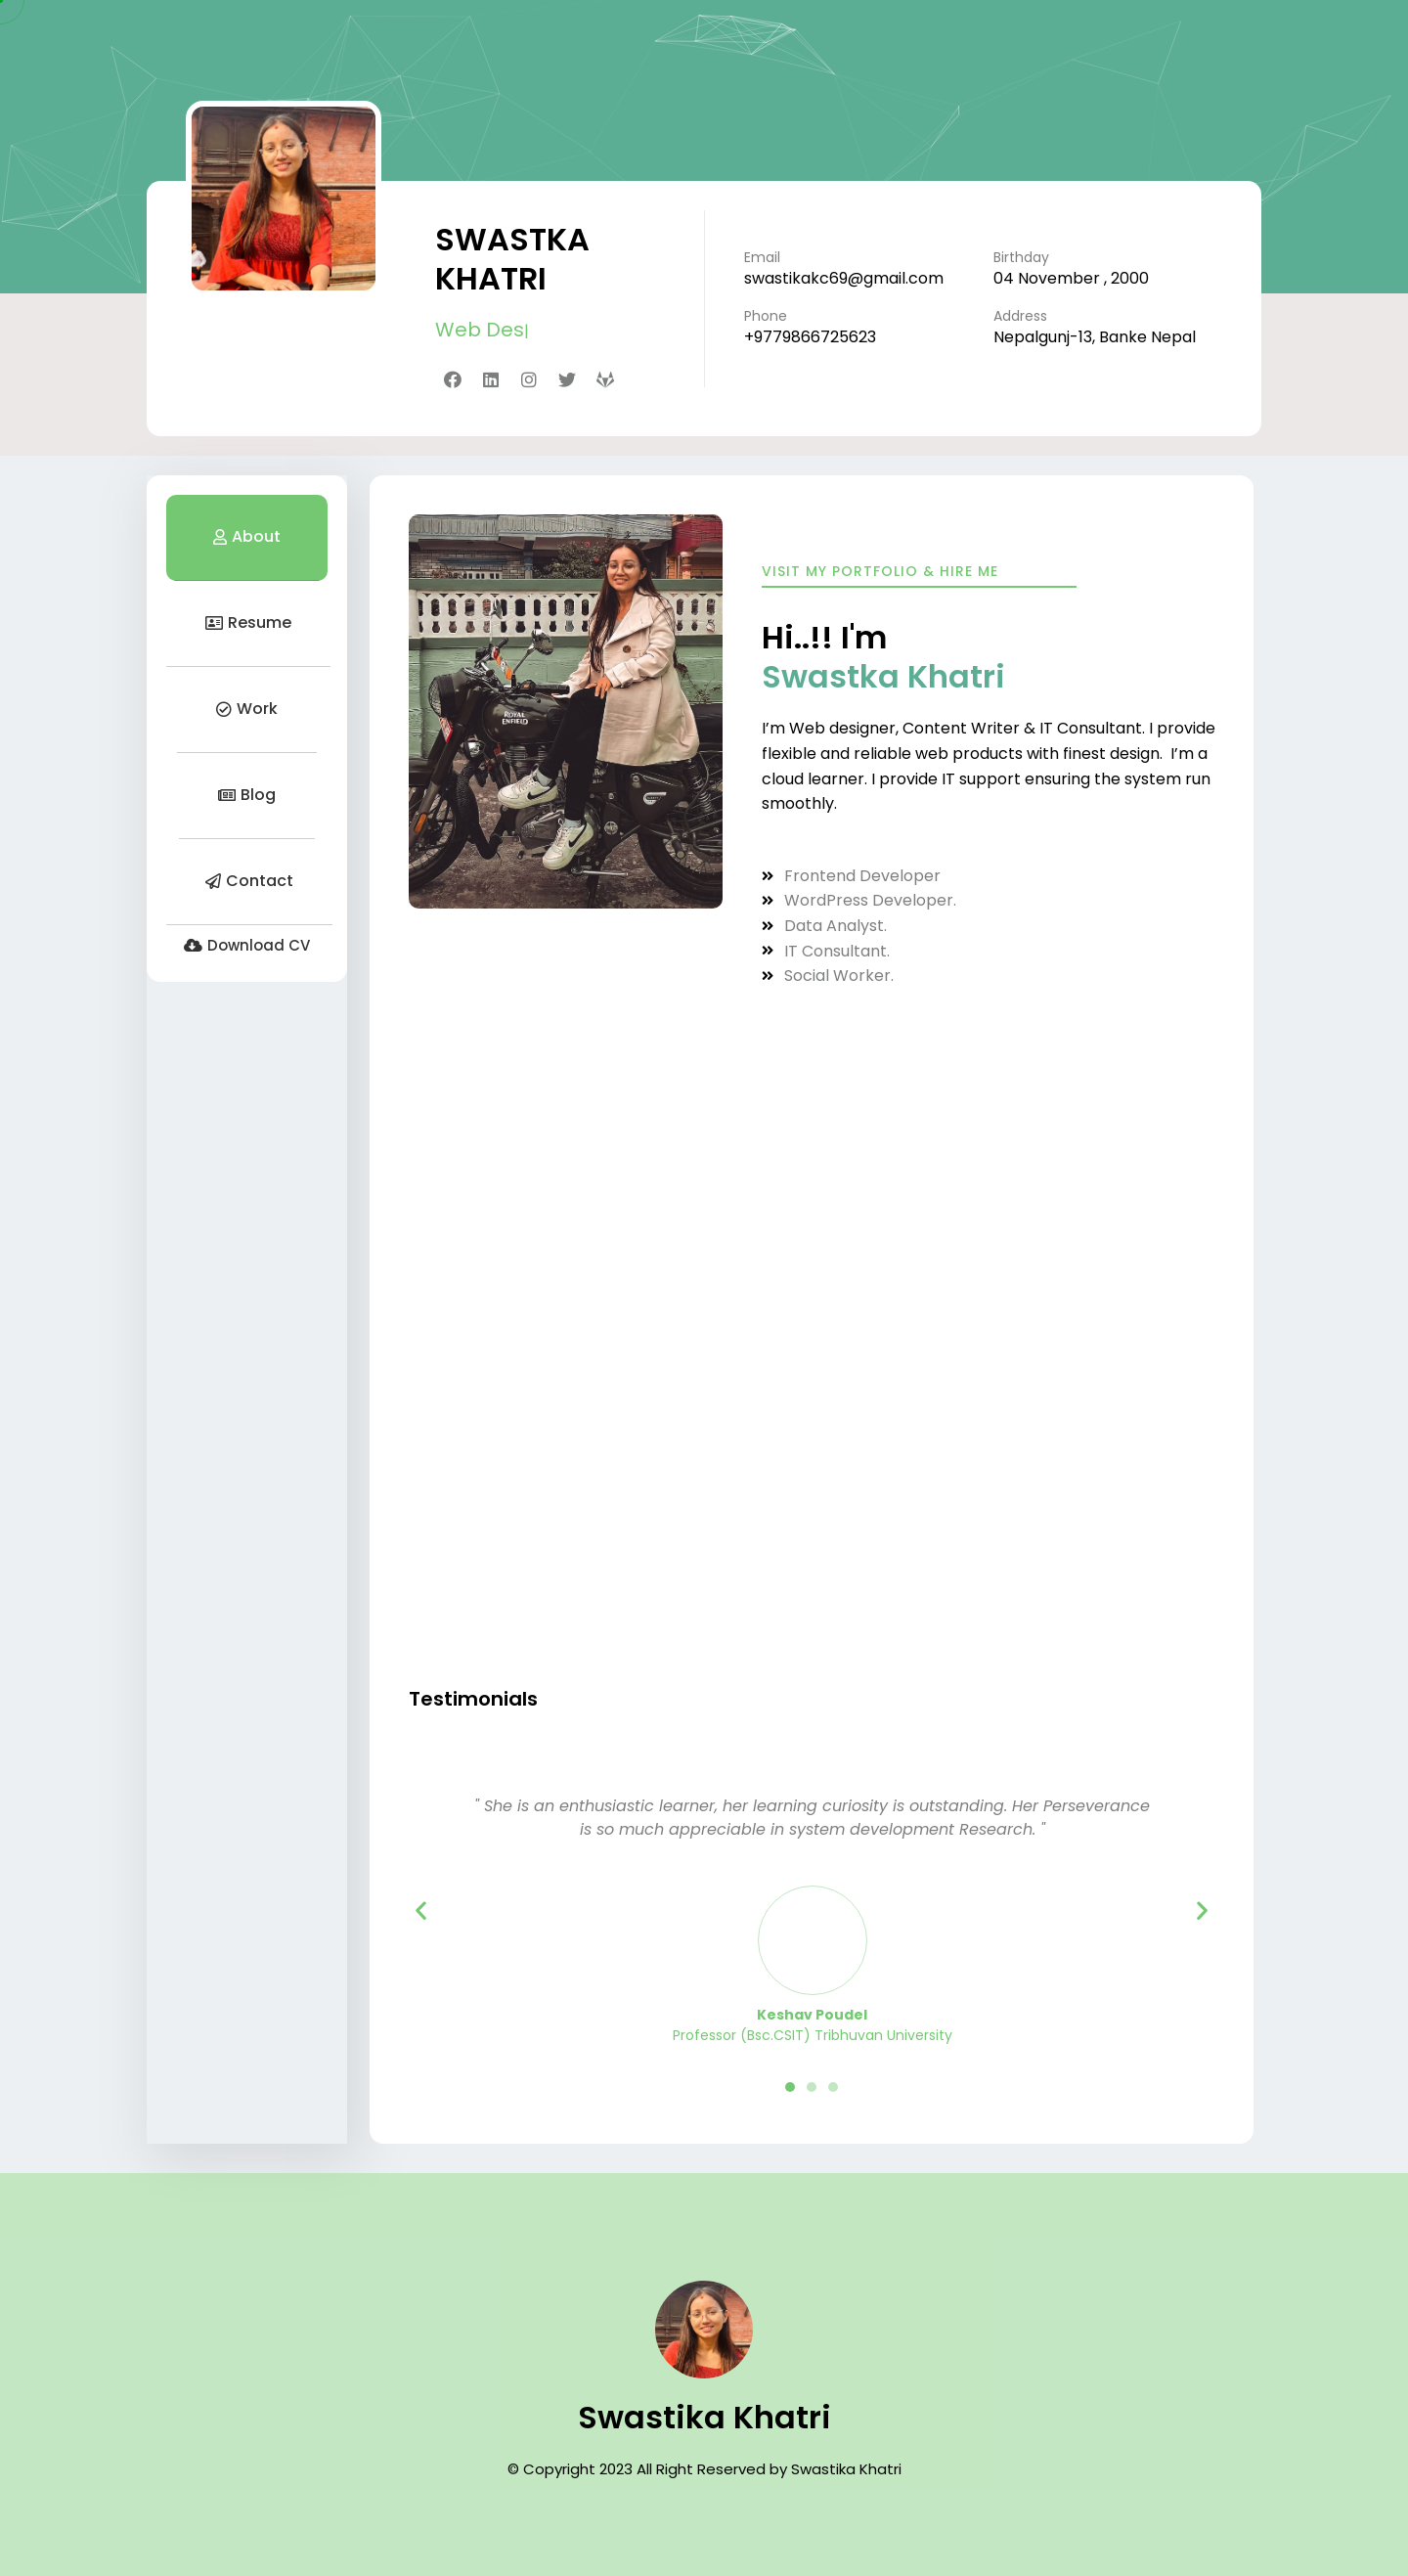 SWASTKA
KHATRI
Web Des|
Email
swastikakc69@gmail.com
Birthday
04 November , 2000
Phone
+9779866725623
Address
Nepalgunj-13, Banke Nepal
About
Resume
Work
Blog
Contact
Download CV
ROYAL
ENFIELD
VISIT MY PORTFOLIO & HIRE ME
Hi..!! I'm
Swastka Khatri
I’m Web designer, Content Writer & IT Consultant. I provide
flexible and reliable web products with finest design.  I’m a
cloud learner. I provide IT support ensuring the system run
smoothly.
Frontend Developer
WordPress Developer.
Data Analyst.
IT Consultant.
Social Worker.
Testimonials
" She is an enthusiastic learner, her learning curiosity is outstanding. Her Perseverance
is so much appreciable in system development Research. "
Keshav Poudel
Professor (Bsc.CSIT) Tribhuvan University
Swastika Khatri
© Copyright 2023 All Right Reserved by Swastika Khatri